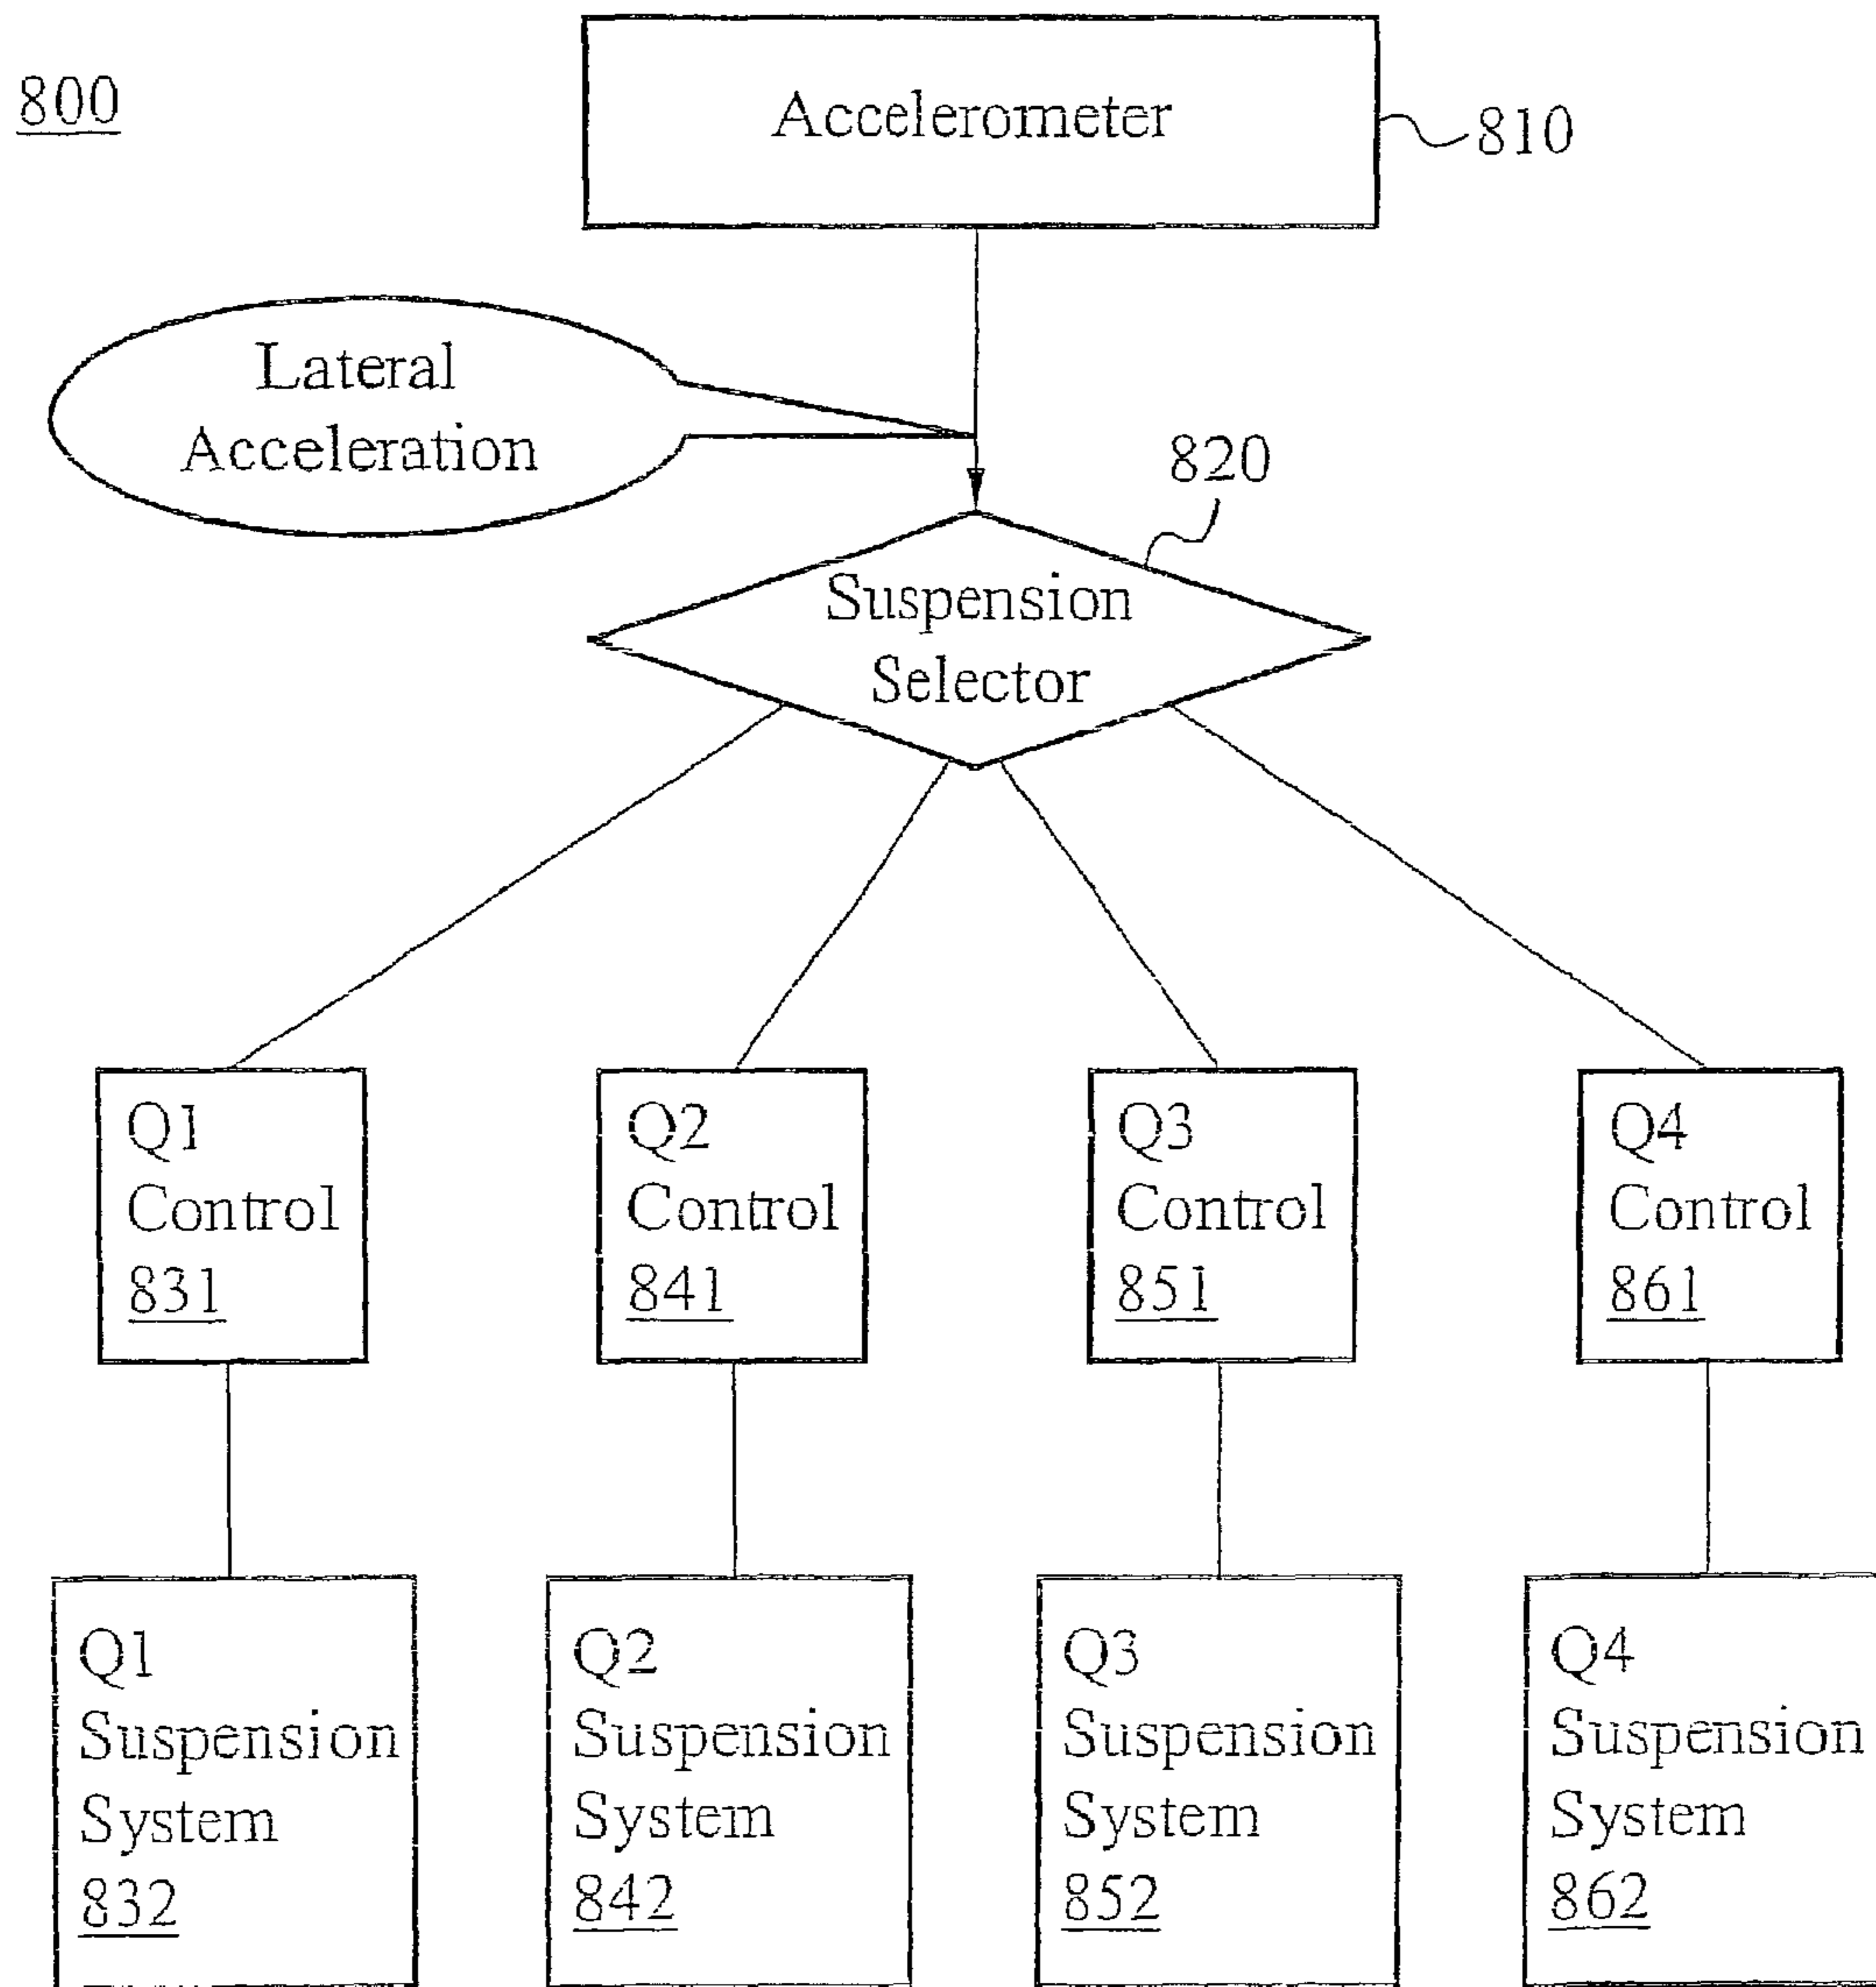 800
Accelerometer
810
Lateral
Acceleration
820
Suspension
Selector
Q1
Control
831
Q2
Control
841
Q3
Control
851
Q4
Control
861
Q1
Suspension
System
832
Q2
Suspension
System
842
Q3
Suspension
System
852
Q4
Suspension
System
862